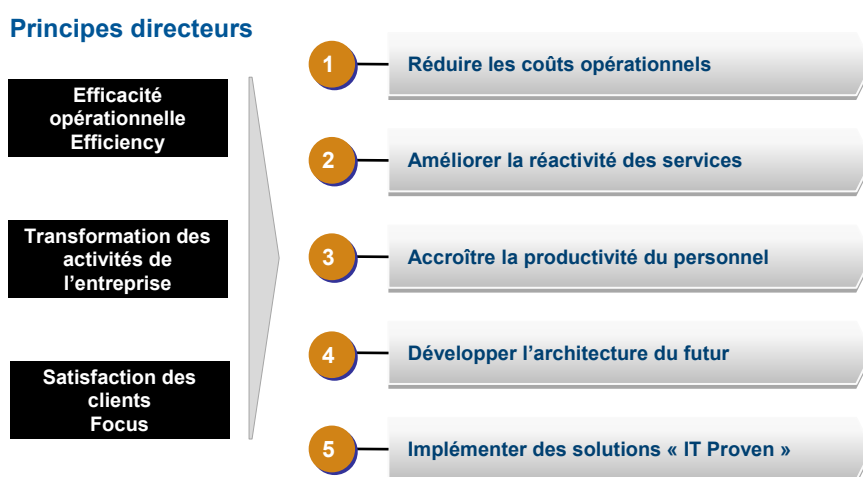 Principes directeurs
Efficacité
opérationnelle
Efficiency
Transformation des
activités de
l’entreprise
Satisfaction des
clients
Focus
1
Réduire les coûts opérationnels
2
Améliorer la réactivité des services
3
Accroître la productivité du personnel
4
Développer l’architecture du futur
5
Implémenter des solutions « IT Proven »